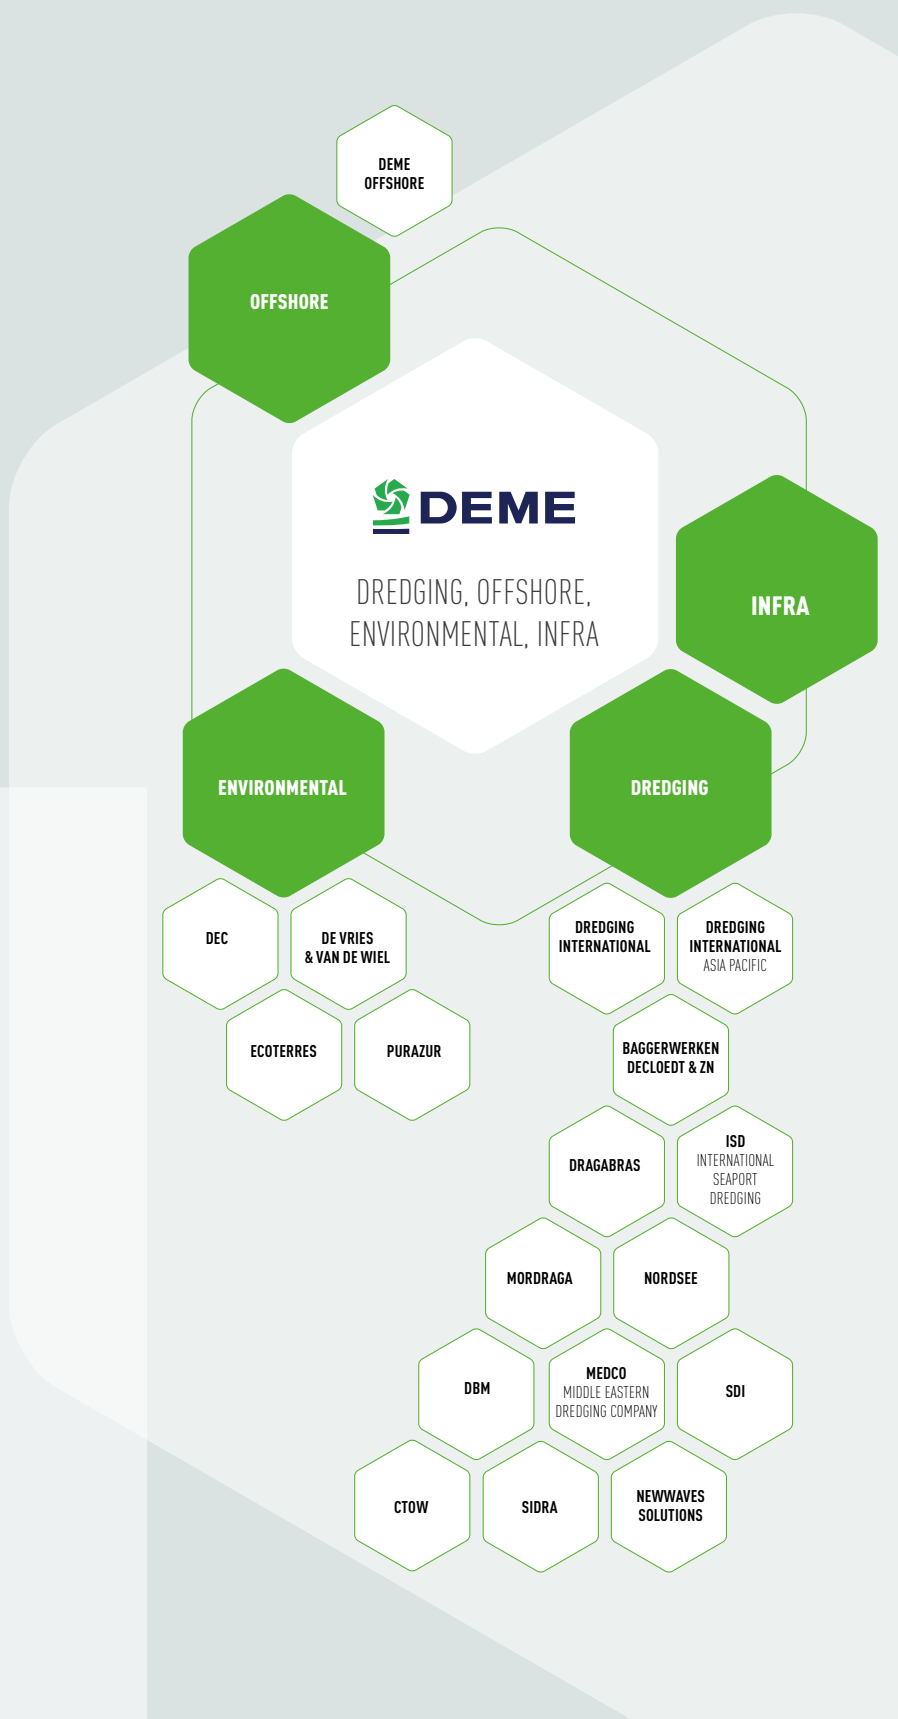 DEME
OFFSHORE
OFFSHORE
DEME
DREDGING, OFFSHORE,
ENVIRONMENTAL, INFRA
INFRA
ENVIRONMENTAL
DREDGING
DEC
DE VRIES
& VAN DE WIEL
ECOTERRES
PURAZUR
DREDGING
INTERNATIONAL
DREDGING
INTERNATIONAL
ASIA PACIFIC
BAGGERWERKEN
DECLOEDT & ZN
DRAGABRAS
ISD
INTERNATIONAL
SEAPORT
DREDGING
MORDRAGA
NORDSEE
DBM
MEDCO
MIDDLE EASTERN
DREDGING COMPANY
SDI
CTOW
SIDRA
NEWWAVES
SOLUTIONS